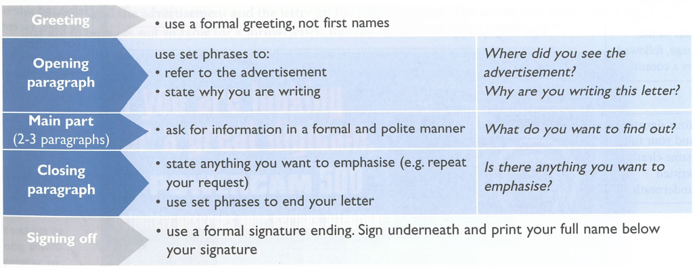 Greeting
• use a formal greeting, not first names
Opening
paragraph
use set phrases to:
• refer to the advertisement
• state why you are writing
Where did you see the
advertisement?
Why are you writing this letter?
Main part
(2-3 paragraphs)
• ask for information in a formal and polite manner
What do you want to find out?
Closing
paragraph
• state anything you want to emphasise (e.g. repeat
your request)
• use set phrases to end your letter
Is there anything you want to
emphasise?
Signing off
• use a formal signature ending. Sign underneath and print your full name below
your signature